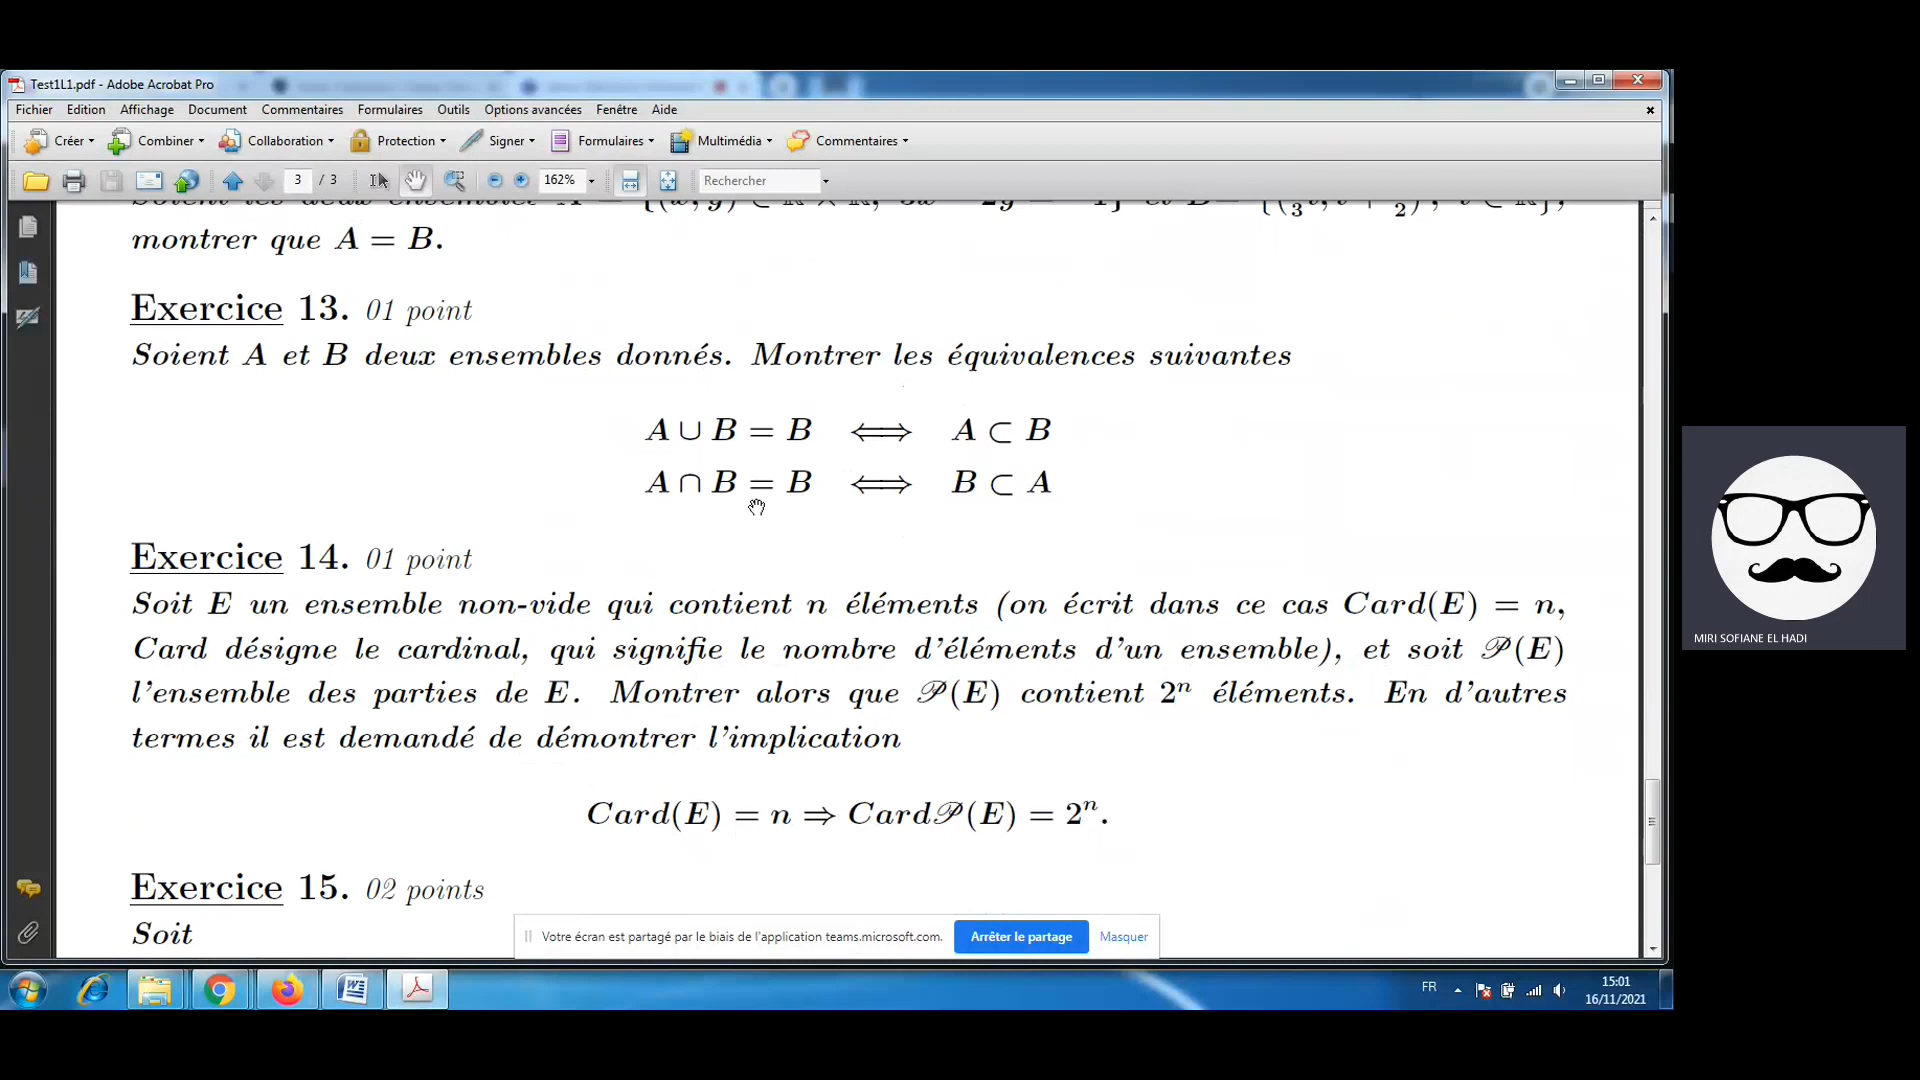 Test1L1.pdf - Adobe Acrobat Pro
Fichier Edition Affichage Document Commentaires Formulaires Outils Options avancées Fenêtre Aide
Créer Combiner Collaboration Protection Signer Formulaires Multimédia Commentaires
3 / 3 162% Rechercher
montrer que A = B.
Exercice 13. 01 point
Soient A et B deux ensembles donnés. Montrer les équivalences suivantes
A ∪ B = B ⟺ A ⊂ B
A ∩ B = B ⟺ B ⊂ A
Exercice 14. 01 point
Soit E un ensemble non-vide qui contient n éléments (on écrit dans ce cas Card(E) = n,
Card désigne le cardinal, qui signifie le nombre d'éléments d'un ensemble), et soit 𝒫(E)
l'ensemble des parties de E. Montrer alors que 𝒫(E) contient 2ⁿ éléments. En d'autres
termes il est demandé de démontrer l'implication
Card(E) = n ⇒ Card𝒫(E) = 2ⁿ.
Exercice 15. 02 points
Soit
Votre écran est partagé par le biais de l'application teams.microsoft.com. Arrêter le partage Masquer
MIRI SOFIANE EL HADI
FR 15:01
16/11/2021